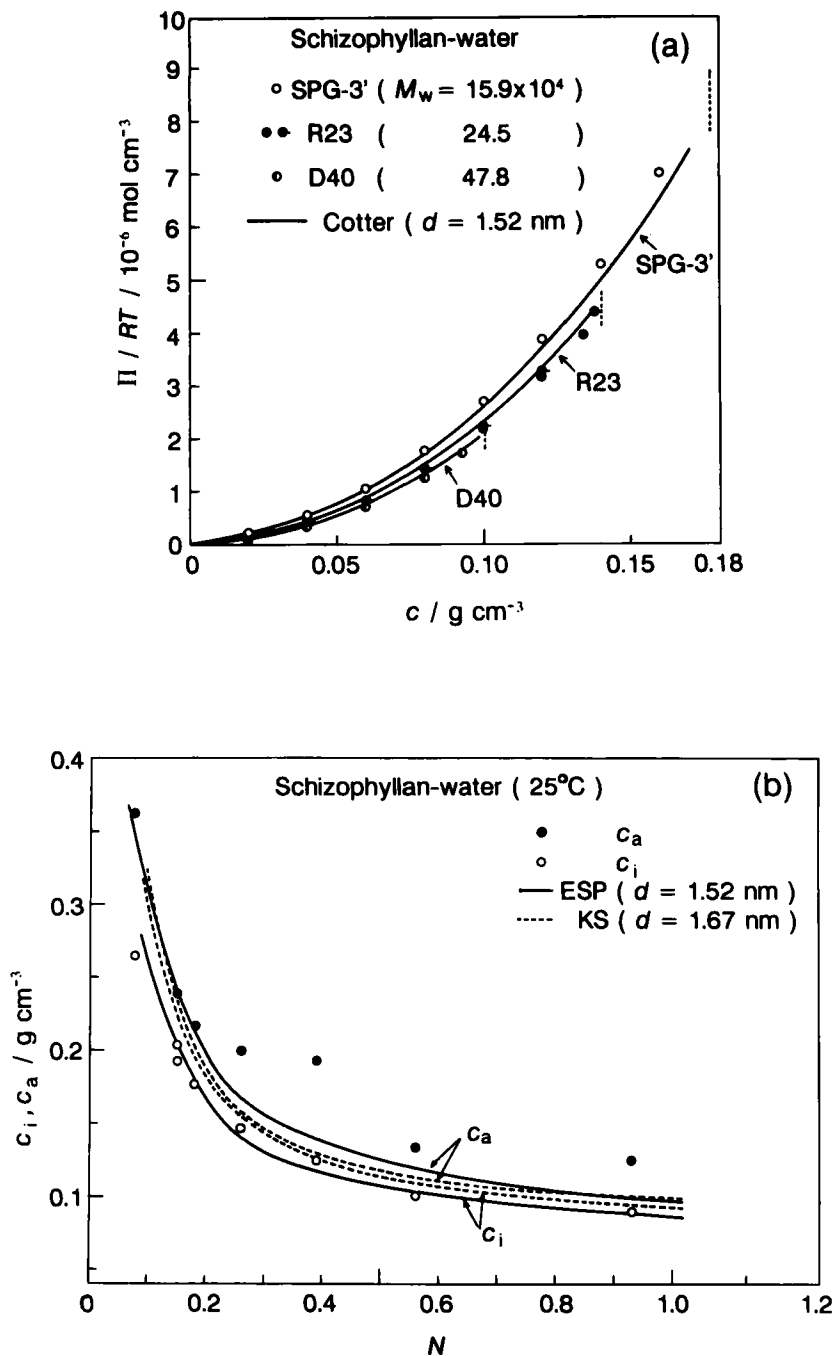 (a)
Schizophyllan-water
SPG-3' ( Mw = 15.9x10⁴ )
R23 ( 24.5 )
D40 ( 47.8 )
Cotter ( d = 1.52 nm )
10
9
8
7
6
5
4
3
2
1
0
Π / RT / 10⁻⁶ mol cm⁻³
SPG-3'
R23
D40
0
0.05
0.10
0.15
0.18
c / g cm⁻³
(b)
Schizophyllan-water ( 25°C )
ca
ci
ESP ( d = 1.52 nm )
KS ( d = 1.67 nm )
0.4
0.3
0.2
0.1
ci, ca / g cm⁻³
ca
ci
0
0.2
0.4
0.6
0.8
1.0
1.2
N